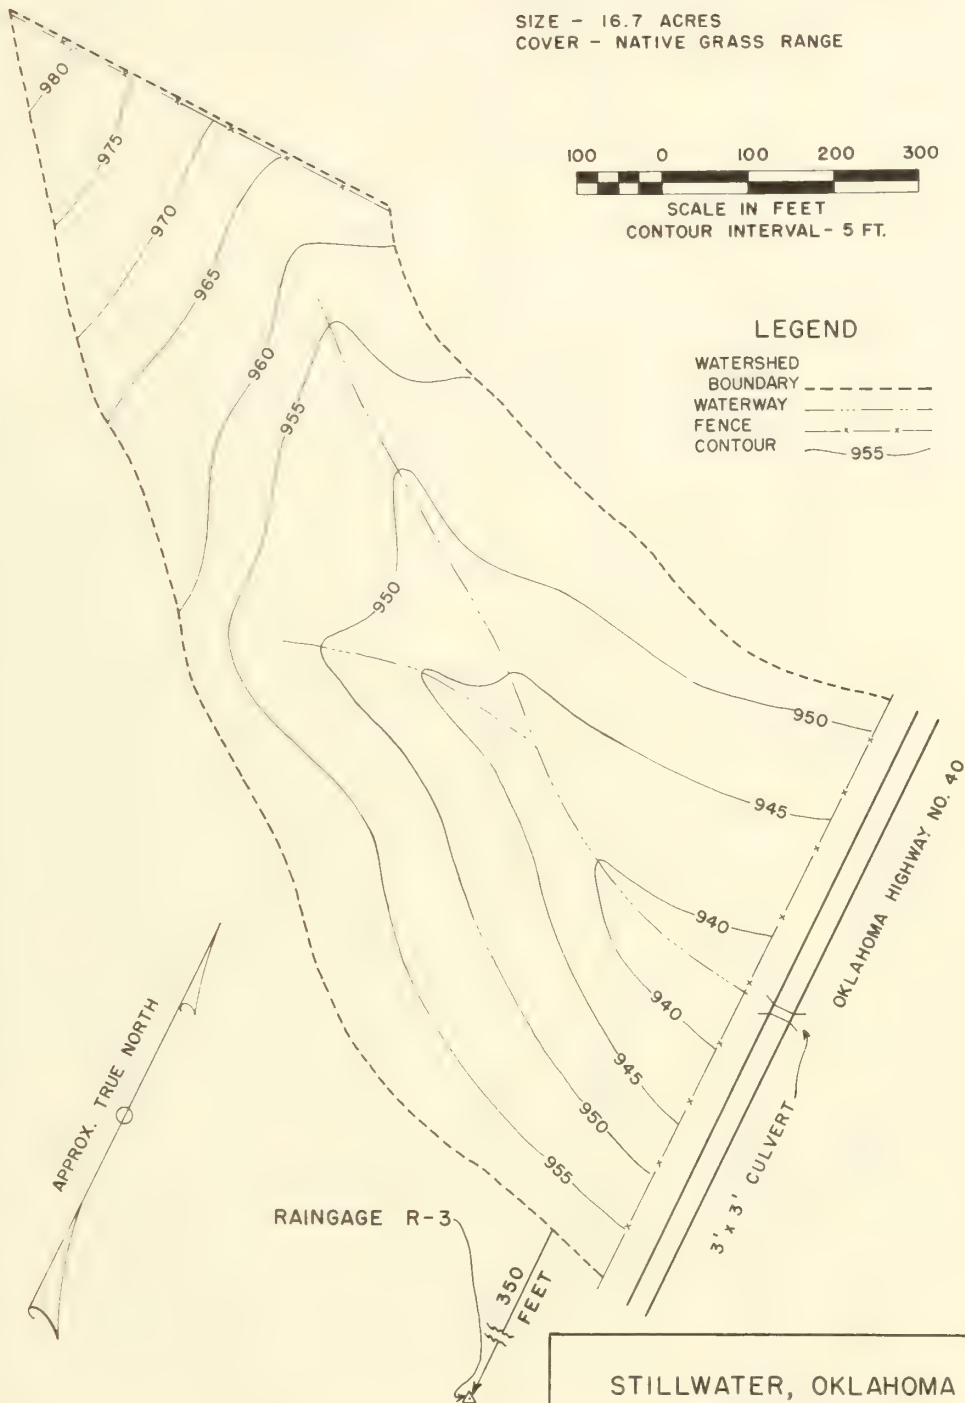 SIZE - 16.7 ACRES
COVER - NATIVE GRASS RANGE
100 0 100 200 300
SCALE IN FEET
CONTOUR INTERVAL- 5 FT.
LEGEND
WATERSHED
BOUNDARY
WATERWAY
FENCE
CONTOUR
955
980
975
970
965
960
955
950
950
945
940
940
945
950
955
OKLAHOMA HIGHWAY NO. 40
3' x 3' CULVERT
APPROX. TRUE NORTH
RAINGAGE R-3
350
FEET
STILLWATER, OKLAHOMA